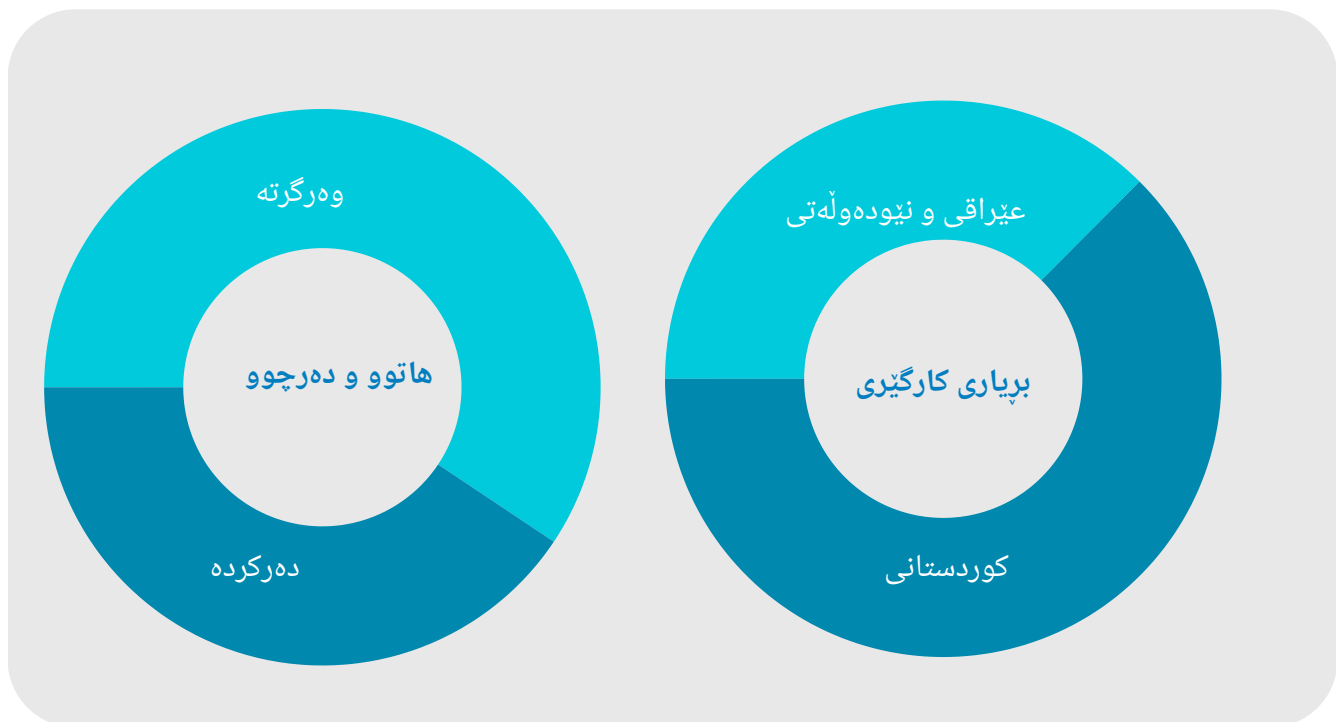 عێراقی و نێودەوڵەتی
بڕیاری کارگێری
کوردستانی
وەرگرتە
هاتوو و دەرچوو
دەرکردە